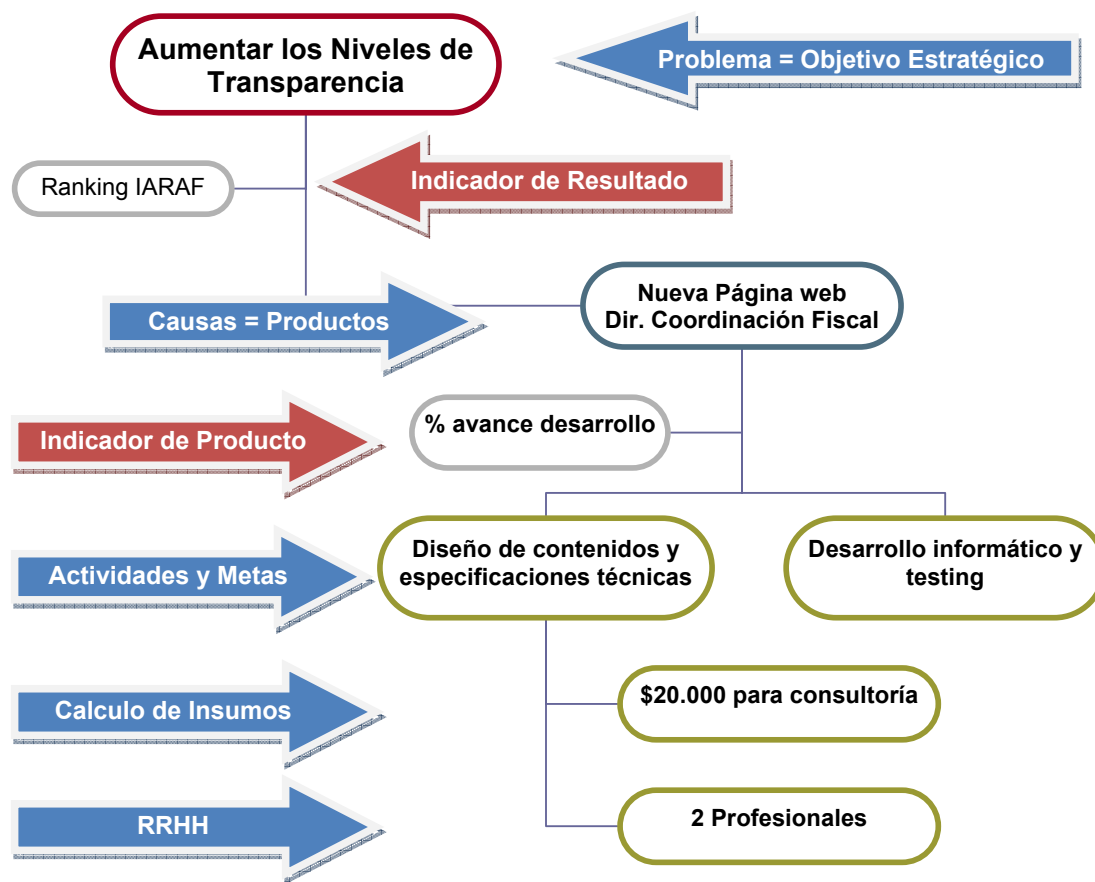 Aumentar los Niveles de
Transparencia
Problema = Objetivo Estratégico
Ranking IARAF
Indicador de Resultado
Causas = Productos
Nueva Página web
Dir. Coordinación Fiscal
Indicador de Producto
% avance desarrollo
Actividades y Metas
Diseño de contenidos y
especificaciones técnicas
Desarrollo informático y
testing
Calculo de Insumos
$20.000 para consultoría
RRHH
2 Profesionales